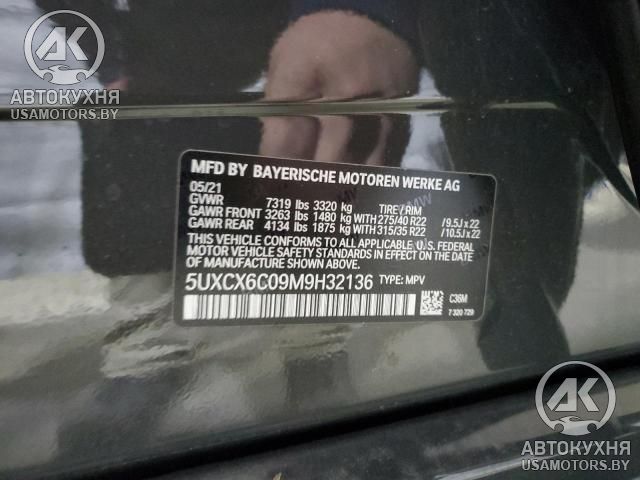 AK
АВТОКУХНЯ
USAMOTORS.BY
MFD BY BAYERISCHE MOTOREN WERKE AG
05/21
GVWR 7319 lbs 3320 kg TIRE/RIM
GAWR FRONT 3263 lbs 1480 kg WITH 275/40 R22 /9.5J x 22
GAWR REAR 4134 lbs 1875 kg WITH 315/35 R22 /10.5J x 22
THIS VEHICLE CONFORMS TO ALL APPLICABLE U.S. FEDERAL
MOTOR VEHICLE SAFETY STANDARDS IN EFFECT ON THE DATE
OF MANUFACTURE SHOWN ABOVE.
5UXCX6C09M9H32136 TYPE: MPV
C36M
7 320 729
AK
АВТОКУХНЯ
USAMOTORS.BY